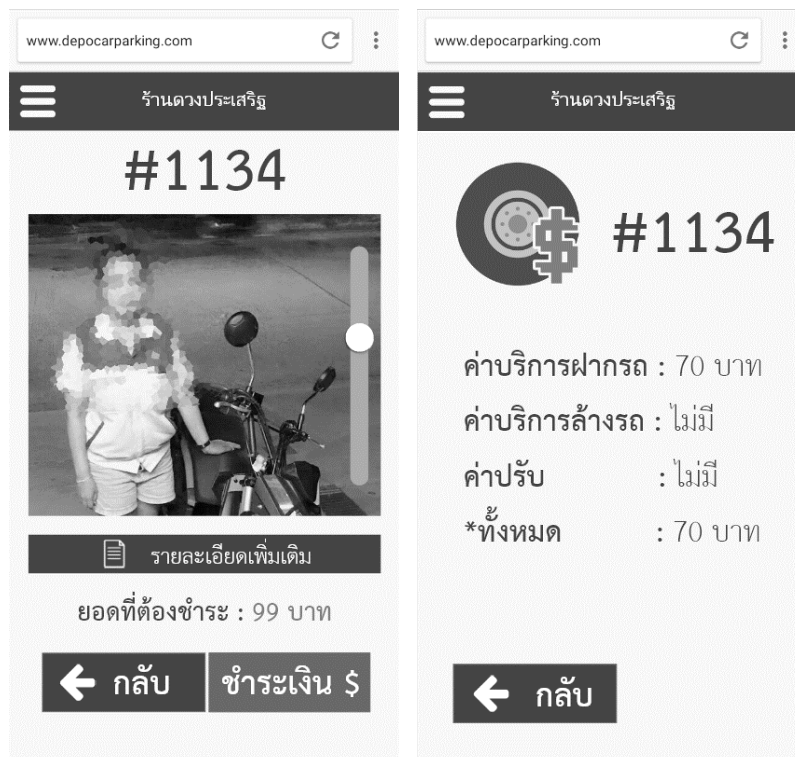 www.depocarparking.com
ร้านดวงประเสริฐ
#1134
รายละเอียดเพิ่มเติม
ยอดที่ต้องชำระ : 99 บาท
กลับ
ชำระเงิน $
www.depocarparking.com
ร้านดวงประเสริฐ
#1134
ค่าบริการฝากรถ : 70 บาท
ค่าบริการล้างรถ : ไม่มี
ค่าปรับ : ไม่มี
*ทั้งหมด : 70 บาท
กลับ